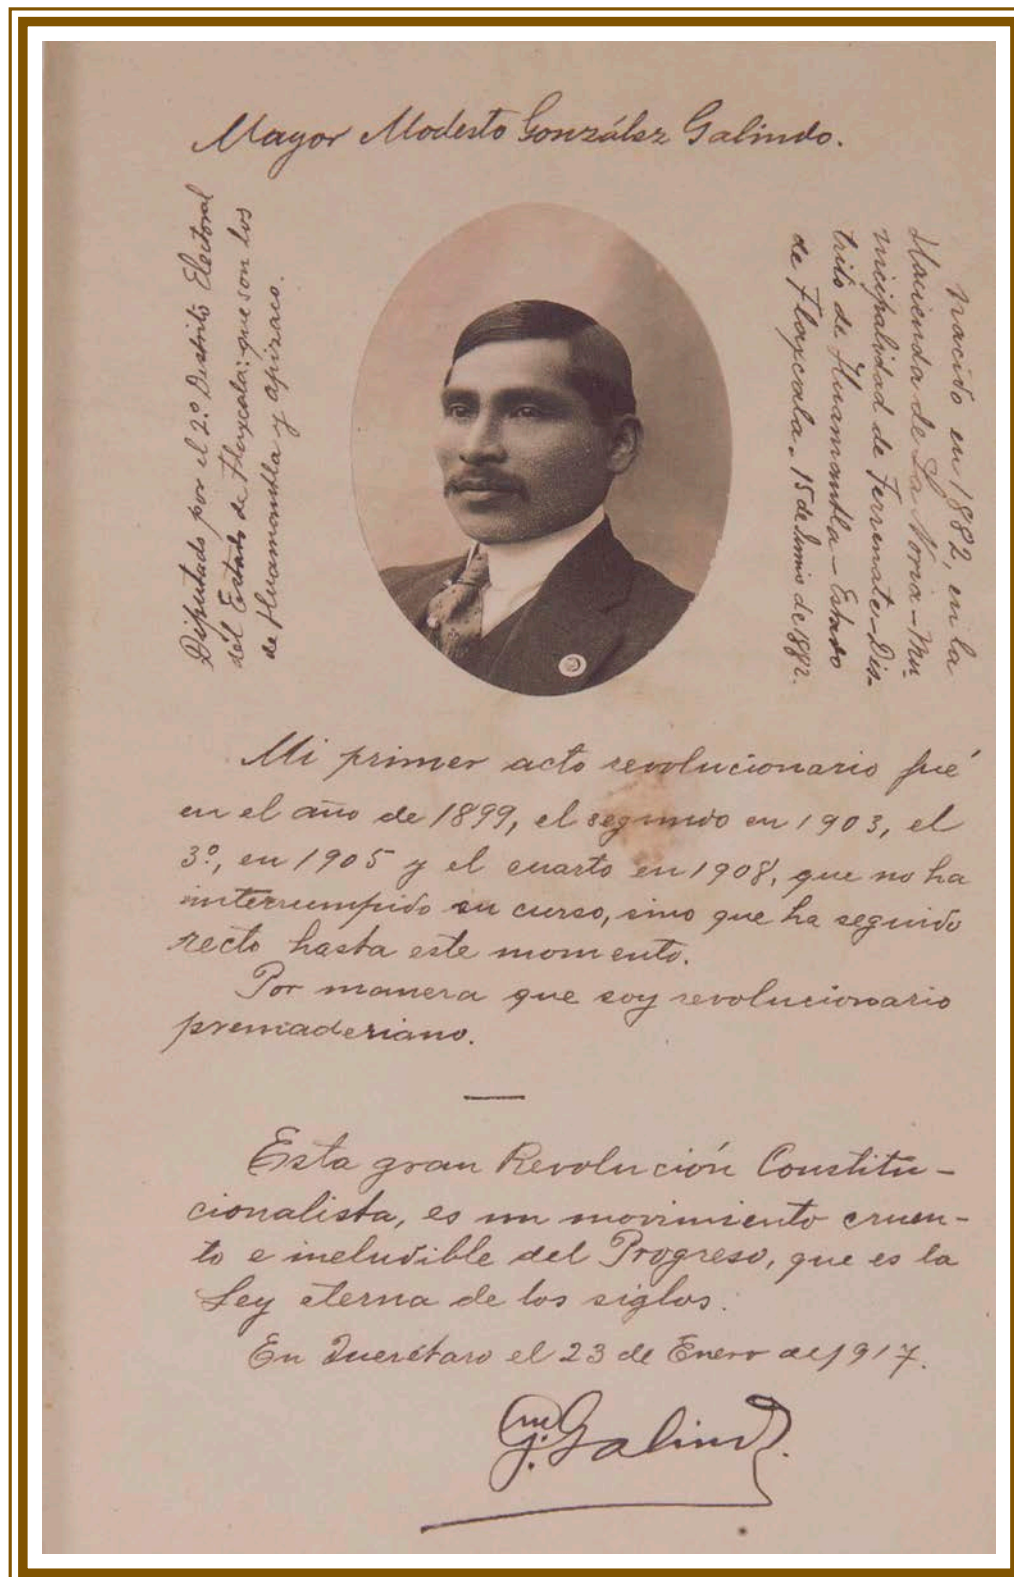 Mayor Modesto González Galindo.
Diputado por el 2º. Distrito Electoral
del Estado de Tlaxcala; que son los
de Huamantla y Apizaco.
Nacido en 1882, en la
Hacienda de La Noria - Mu-
nicipalidad de Terrenate - Dis-
trito de Huamantla - Estado
de Tlaxcala. 15 de Junio de 1882.
Mi primer acto revolucionario fué
en el año de 1899, el segundo en 1903, el
3º, en 1905 y el cuarto en 1908, que no ha
interrumpido su curso, sino que ha seguido
recto hasta este momento.
Por manera que soy revolucionario
premaderiano.
Esta gran Revolución Constitu-
cionalista, es un movimiento cruen-
to e ineludible del Progreso, que es la
Ley eterna de los siglos.
En Querétaro el 23 de Enero de 1917.
M. G. Galindo.